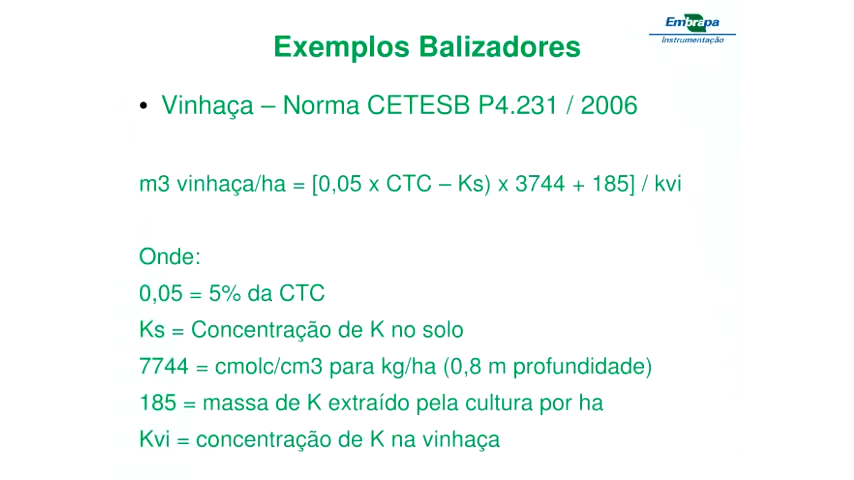 Embrapa
Instrumentação
Exemplos Balizadores
• Vinhaça – Norma CETESB P4.231 / 2006
m3 vinhaça/ha = [0,05 x CTC – Ks) x 3744 + 185] / kvi
Onde:
0,05 = 5% da CTC
Ks = Concentração de K no solo
7744 = cmolc/cm3 para kg/ha (0,8 m profundidade)
185 = massa de K extraído pela cultura por ha
Kvi = concentração de K na vinhaça